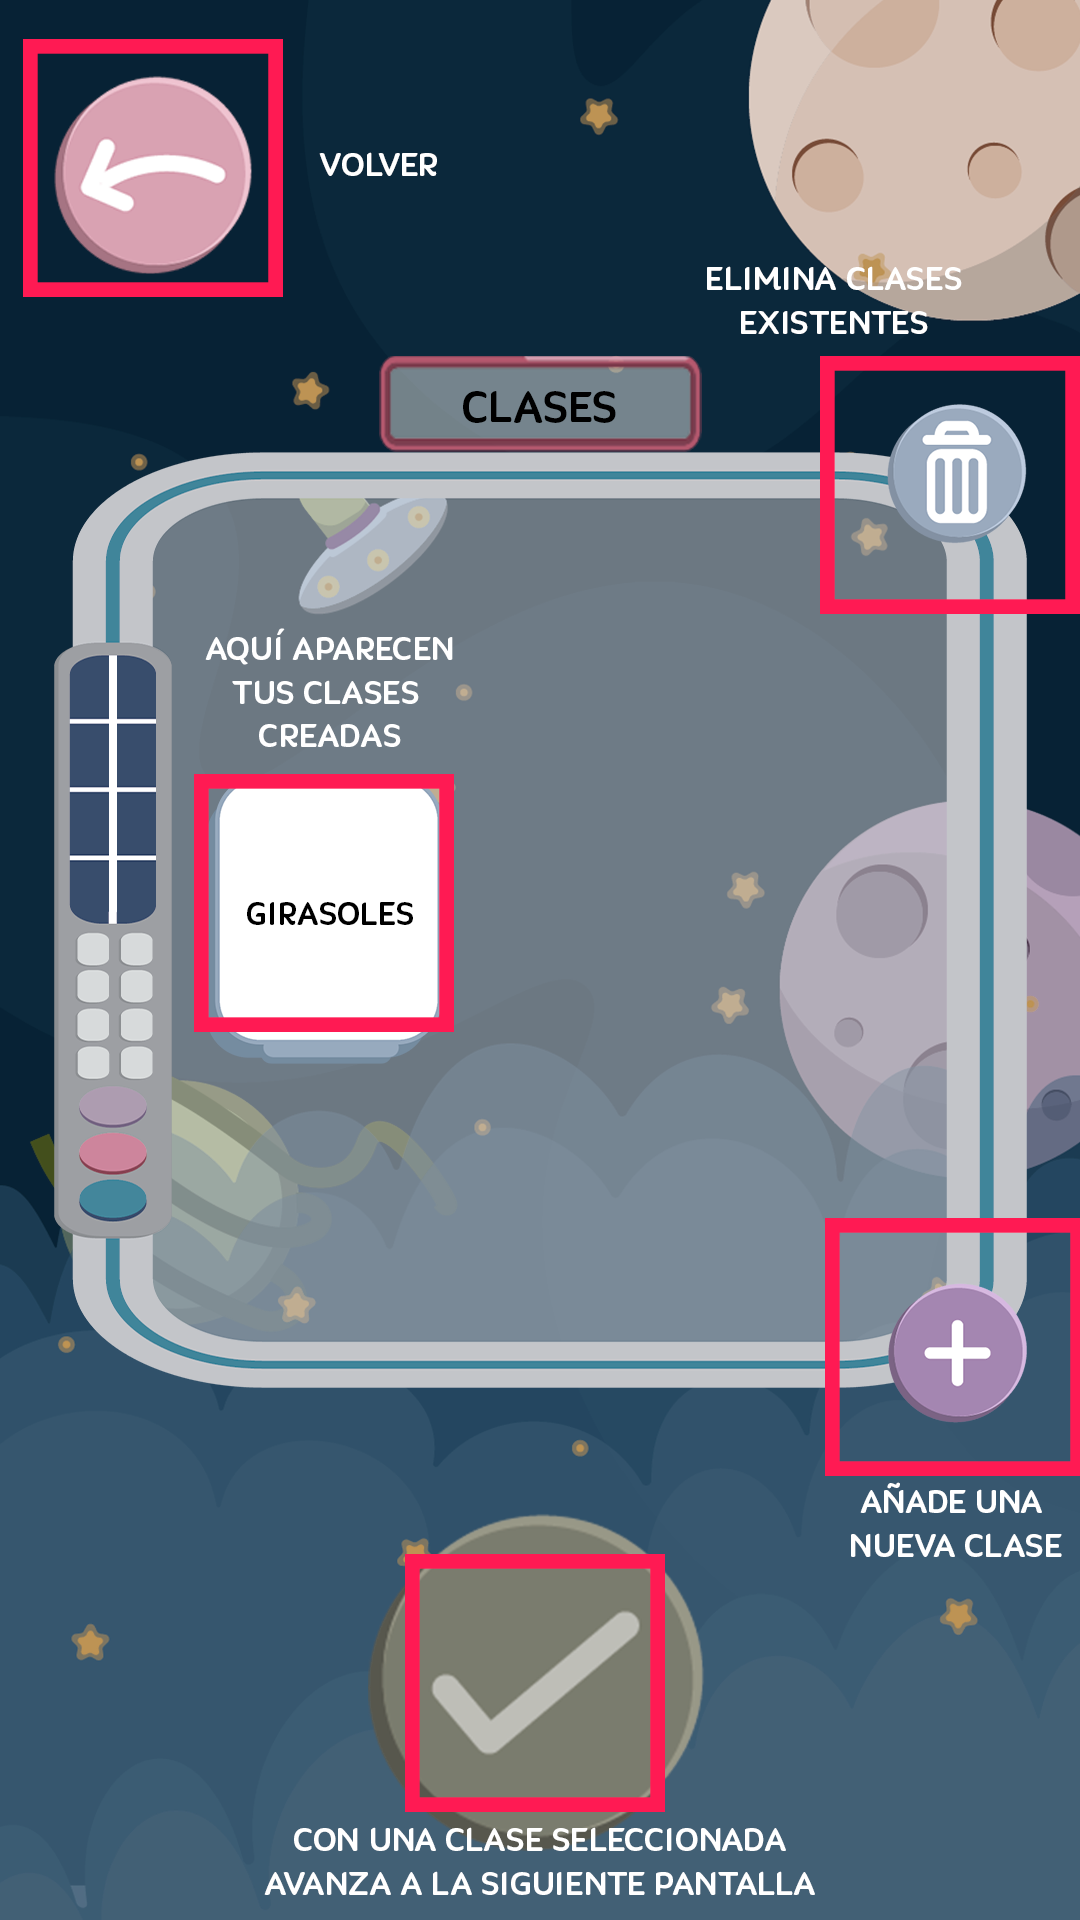 VOLVER
ELIMINA CLASES
EXISTENTES
CLASES
AQUÍ APARECEN
TUS CLASES
CREADAS
GIRASOLES
AÑADE UNA
NUEVA CLASE
CON UNA CLASE SELECCIONADA
AVANZA A LA SIGUIENTE PANTALLA